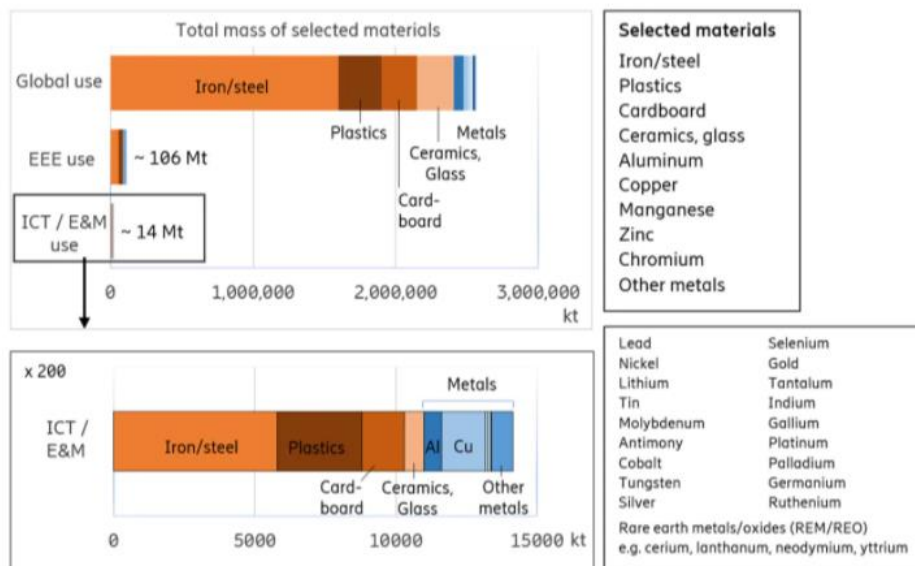 Total mass of selected materials
Global use
Iron/steel
Plastics
Metals
Ceramics,
Glass
Card-
board
EEE use
~ 106 Mt
ICT / E&M
use
~ 14 Mt
0
1,000,000
2,000,000
3,000,000
kt
Selected materials
Iron/steel
Plastics
Cardboard
Ceramics, glass
Aluminum
Copper
Manganese
Zinc
Chromium
Other metals
x 200
Metals
ICT /
E&M
Iron/steel
Plastics
Al
Cu
Card-
board
Ceramics,
Glass
Other
metals
0
5000
10000
15000 kt
Lead
Nickel
Lithium
Tin
Molybdenum
Antimony
Cobalt
Tungsten
Silver
Selenium
Gold
Tantalum
Indium
Gallium
Platinum
Palladium
Germanium
Ruthenium
Rare earth metals/oxides (REM/REO)
e.g. cerium, lanthanum, neodymium, yttrium